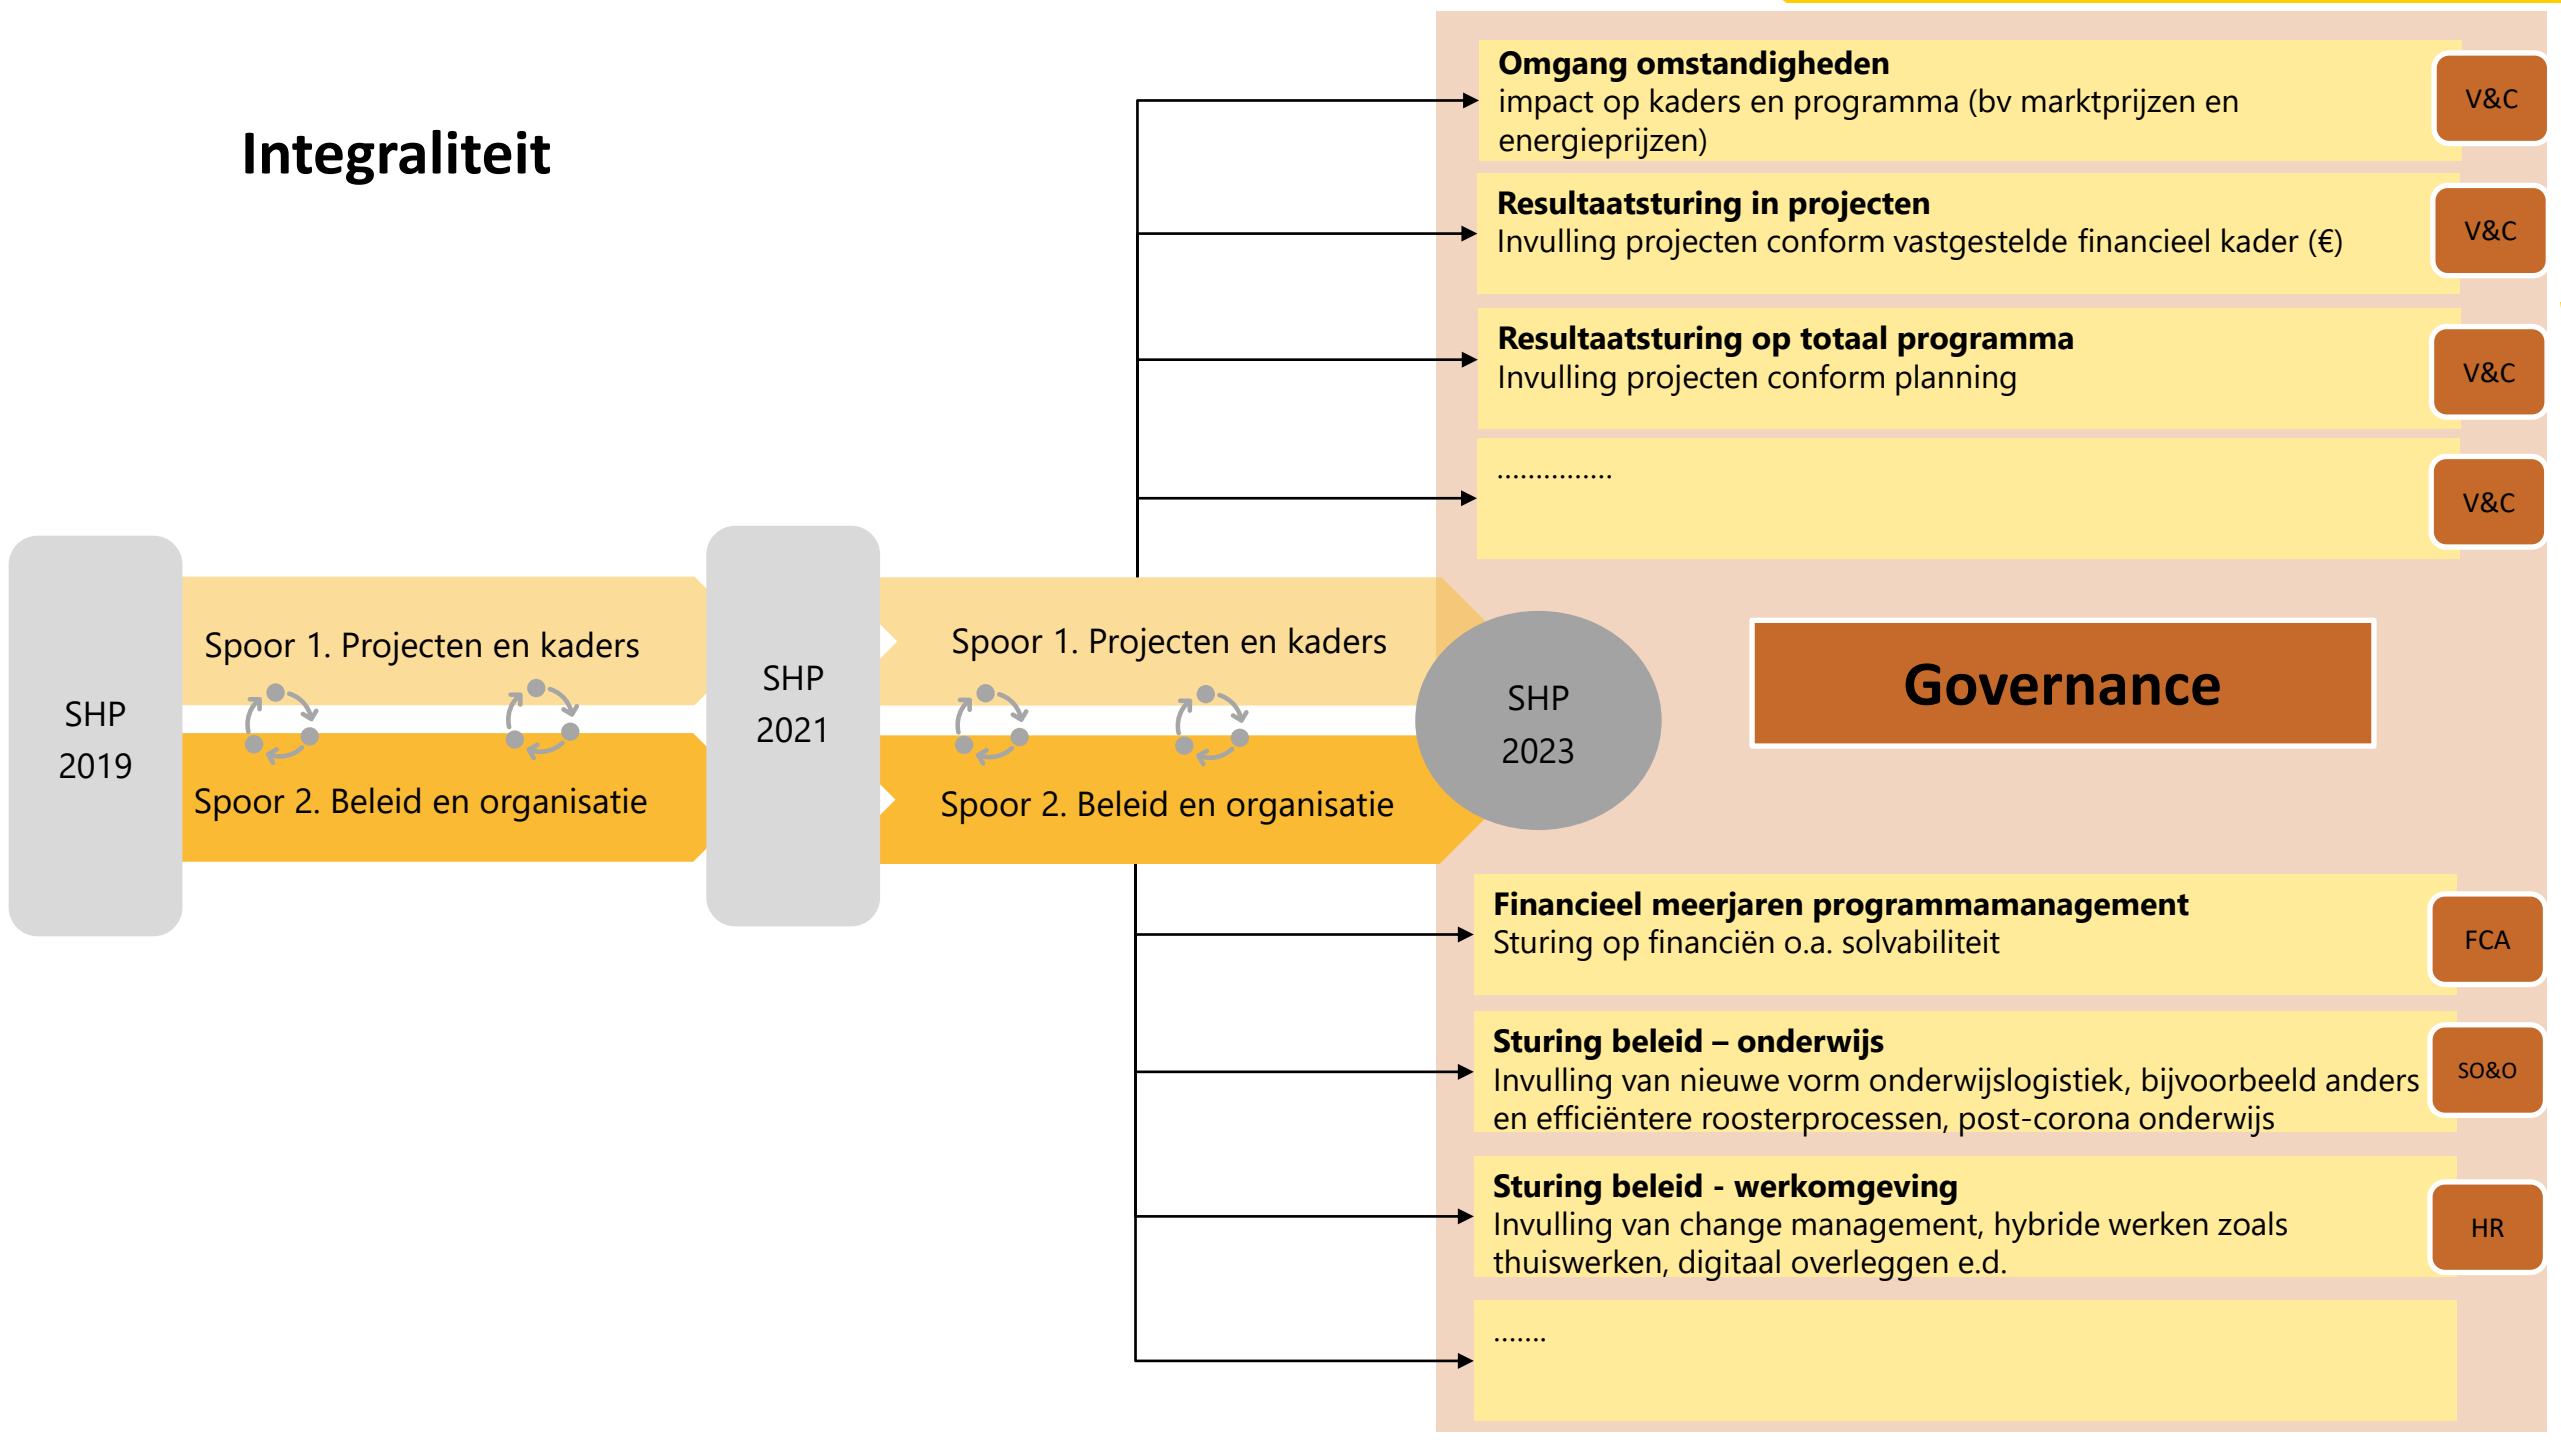 Integraliteit
Omgang omstandigheden
impact op kaders en programma (bv marktprijzen en
energieprijzen)
V&C
Resultaatsturing in projecten
Invulling projecten conform vastgestelde financieel kader (€)
V&C
Resultaatsturing op totaal programma
Invulling projecten conform planning
V&C
...............
V&C
SHP
2019
Spoor 1. Projecten en kaders
Spoor 2. Beleid en organisatie
SHP
2021
Spoor 1. Projecten en kaders
Spoor 2. Beleid en organisatie
SHP
2023
Governance
Financieel meerjaren programmamanagement
Sturing op financiën o.a. solvabiliteit
FCA
Sturing beleid – onderwijs
Invulling van nieuwe vorm onderwijslogistiek, bijvoorbeeld anders
en efficiëntere roosterprocessen, post-corona onderwijs
SO&O
Sturing beleid - werkomgeving
Invulling van change management, hybride werken zoals
thuiswerken, digitaal overleggen e.d.
HR
.......